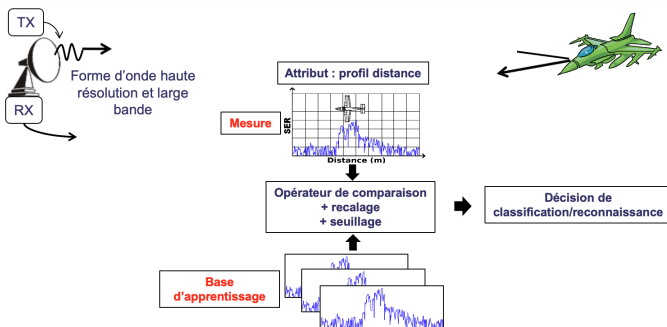 TX
RX
Forme d'onde haute
résolution et large
bande
Attribut : profil distance
Mesure
SER
Distance (m)
Opérateur de comparaison
+ recalage
+ seuillage
Décision de
classification/reconnaissance
Base
d'apprentissage